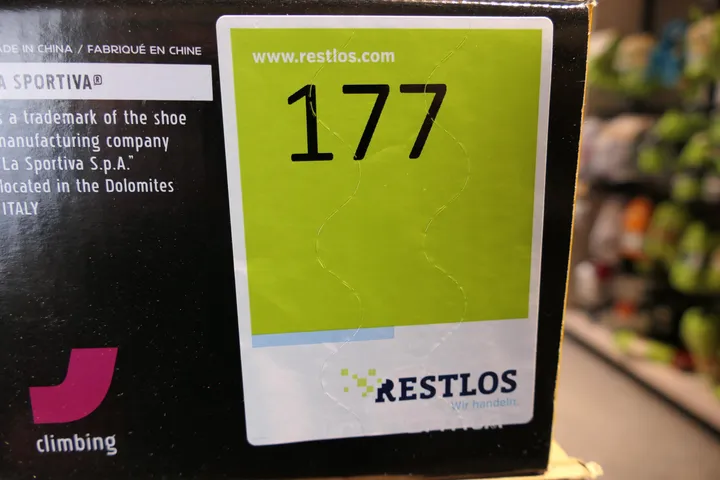 ADE IN CHINA / FABRIQUÉ EN CHINE
A SPORTIVA®
s a trademark of the shoe
manufacturing company
"La Sportiva S.p.A."
located in the Dolomites
ITALY
climbing
www.restlos.com
177
RESTLOS
Wir handeln.